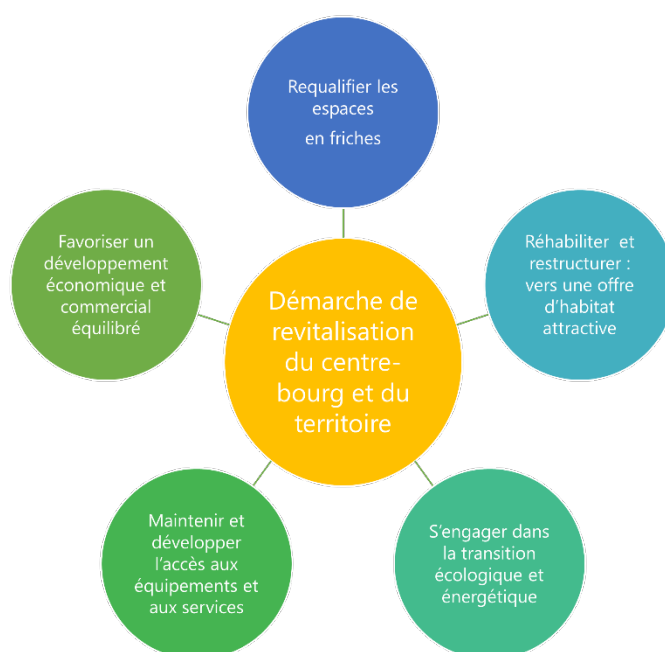 Requalifier les
espaces
en friches
Favoriser un
développement
économique et
commercial
équilibré
Réhabiliter et
restructurer :
vers une offre
d’habitat
attractive
Démarche de
revitalisation
du centre-
bourg et du
territoire
Maintenir et
développer
l’accès aux
équipements et
aux services
S’engager dans
la transition
écologique et
énergétique